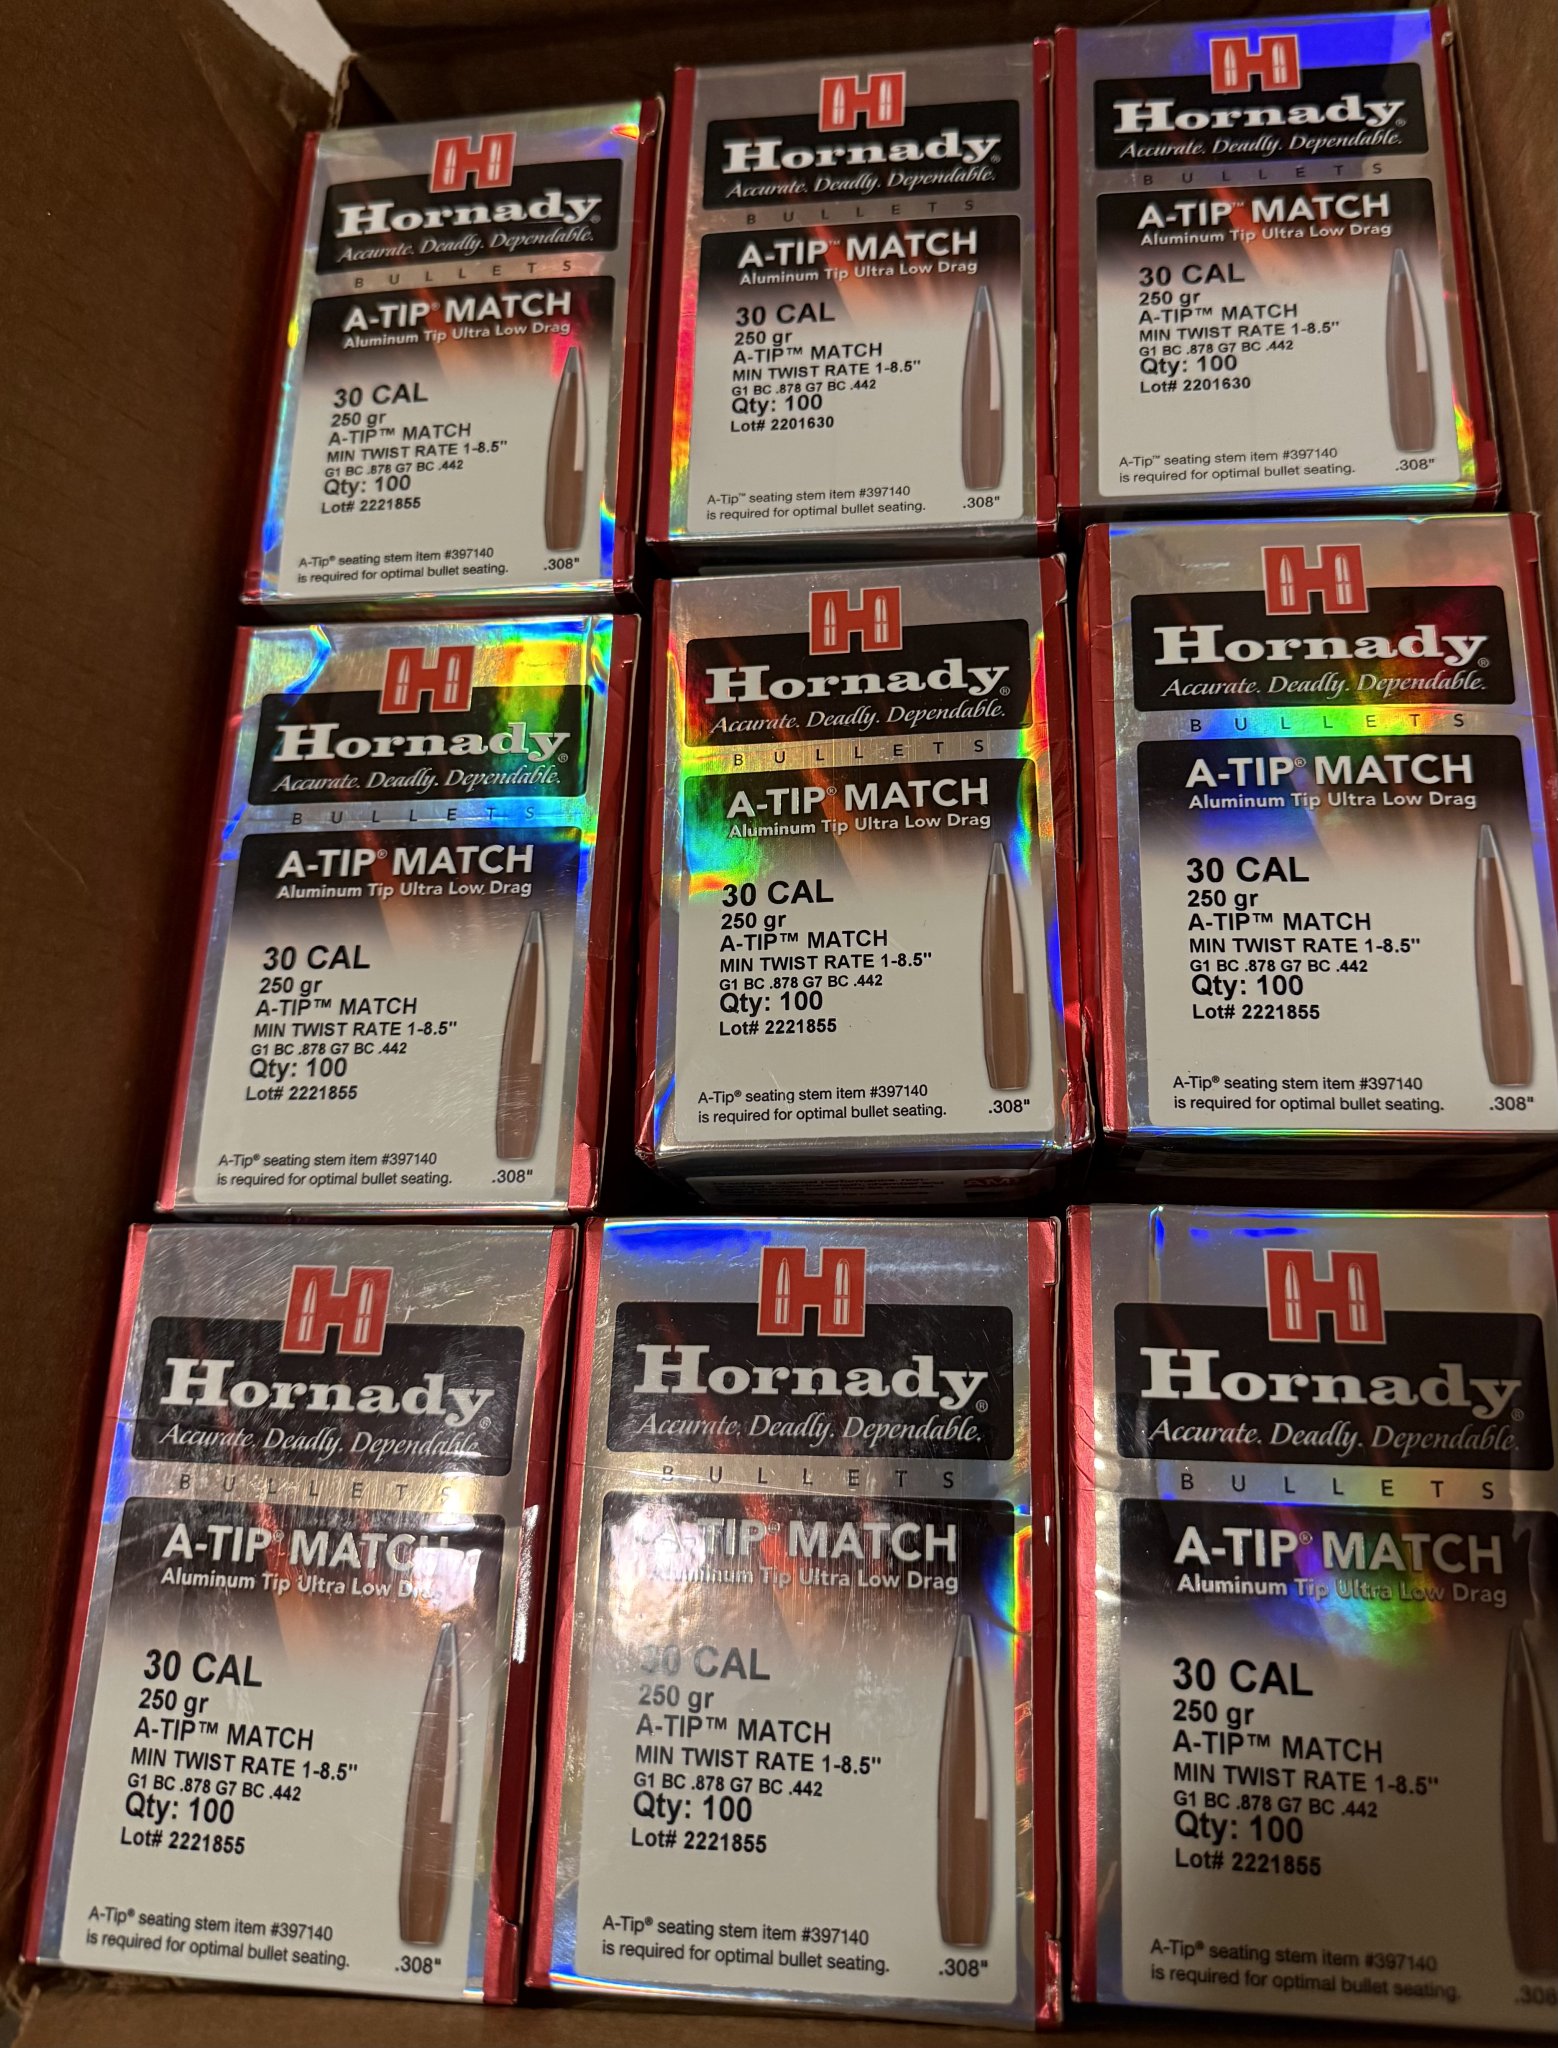 Hornady®
Accurate. Deadly. Dependable.
BULLETS
A-TIP® MATCH
Aluminum Tip Ultra Low Drag
30 CAL
250 gr
A-TIP™ MATCH
MIN TWIST RATE 1-8.5"
G1 BC .878 G7 BC .442
Qty: 100
Lot# 2221855
A-Tip® seating stem item #397140
is required for optimal bullet seating.
.308"
Hornady®
Accurate. Deadly. Dependable.
BULLETS
A-TIP™ MATCH
Aluminum Tip Ultra Low Drag
30 CAL
250 gr
A-TIP™ MATCH
MIN TWIST RATE 1-8.5"
G1 BC .878 G7 BC .442
Qty: 100
Lot# 2201630
A-Tip™ seating stem item #397140
is required for optimal bullet seating.
.308"
Hornady®
Accurate. Deadly. Dependable.
BULLETS
A-TIP™ MATCH
Aluminum Tip Ultra Low Drag
30 CAL
250 gr
A-TIP™ MATCH
MIN TWIST RATE 1-8.5"
G1 BC .878 G7 BC .442
Qty: 100
Lot# 2201630
A-Tip™ seating stem item #397140
is required for optimal bullet seating.
.308"
Hornady®
Accurate. Deadly. Dependable.
BULLETS
A-TIP® MATCH
Aluminum Tip Ultra Low Drag
30 CAL
250 gr
A-TIP™ MATCH
MIN TWIST RATE 1-8.5"
G1 BC .878 G7 BC .442
Qty: 100
Lot# 2221855
A-Tip® seating stem item #397140
is required for optimal bullet seating.
.308"
Hornady®
Accurate. Deadly. Dependable.
BULLETS
A-TIP® MATCH
Aluminum Tip Ultra Low Drag
30 CAL
250 gr
A-TIP™ MATCH
MIN TWIST RATE 1-8.5"
G1 BC .878 G7 BC .442
Qty: 100
Lot# 2221855
A-Tip® seating stem item #397140
is required for optimal bullet seating.
.308"
Hornady®
Accurate. Deadly. Dependable.
BULLETS
A-TIP® MATCH
Aluminum Tip Ultra Low Drag
30 CAL
250 gr
A-TIP™ MATCH
MIN TWIST RATE 1-8.5"
G1 BC .878 G7 BC .442
Qty: 100
Lot# 2221855
A-Tip® seating stem item #397140
is required for optimal bullet seating.
.308"
Hornady®
Accurate. Deadly. Dependable.
BULLETS
A-TIP® MATCH
Aluminum Tip Ultra Low Drag
30 CAL
250 gr
A-TIP™ MATCH
MIN TWIST RATE 1-8.5"
G1 BC .878 G7 BC .442
Qty: 100
Lot# 2221855
A-Tip® seating stem item #397140
is required for optimal bullet seating.
.308"
Hornady®
Accurate. Deadly. Dependable.
BULLETS
A-TIP® MATCH
Aluminum Tip Ultra Low Drag
30 CAL
250 gr
A-TIP™ MATCH
MIN TWIST RATE 1-8.5"
G1 BC .878 G7 BC .442
Qty: 100
Lot# 2221855
A-Tip® seating stem item #397140
is required for optimal bullet seating.
.308"
Hornady®
Accurate. Deadly. Dependable.
BULLETS
A-TIP® MATCH
Aluminum Tip Ultra Low Drag
30 CAL
250 gr
A-TIP™ MATCH
MIN TWIST RATE 1-8.5"
G1 BC .878 G7 BC .442
Qty: 100
Lot# 2221855
A-Tip® seating stem item #397140
is required for optimal bullet seating.
.308